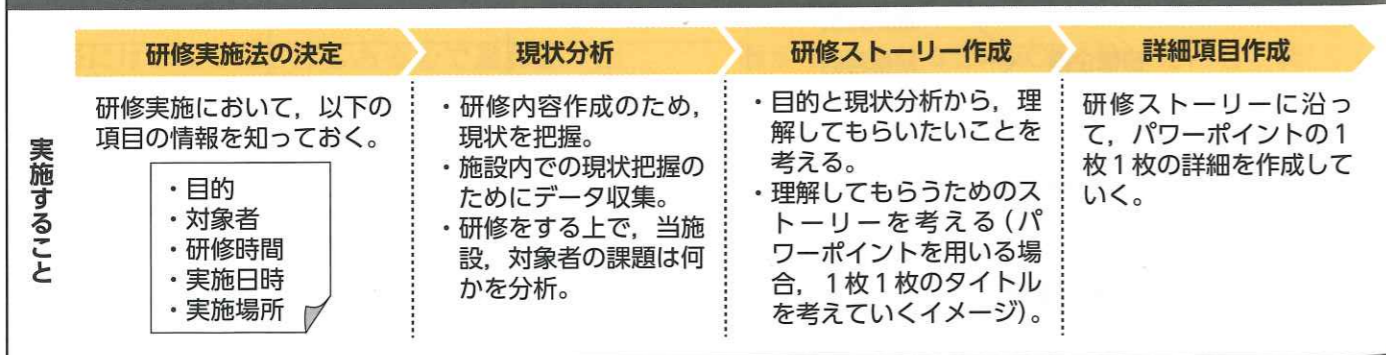 研修実施法の決定
現状分析
研修ストーリー作成
詳細項目作成
実施すること
研修実施において，以下の
項目の情報を知っておく。
・目的
・対象者
・研修時間
・実施日時
・実施場所
・研修内容作成のため，
現状を把握。
・施設内での現状把握の
ためにデータ収集。
・研修をする上で，当施
設，対象者の課題は何
かを分析。
・目的と現状分析から，理
解してもらいたいことを
考える。
・理解してもらうためのス
トーリーを考える（パ
ワーポイントを用いる場
合，1枚1枚のタイトル
を考えていくイメージ）。
研修ストーリーに沿っ
て，パワーポイントの1
枚1枚の詳細を作成して
いく。